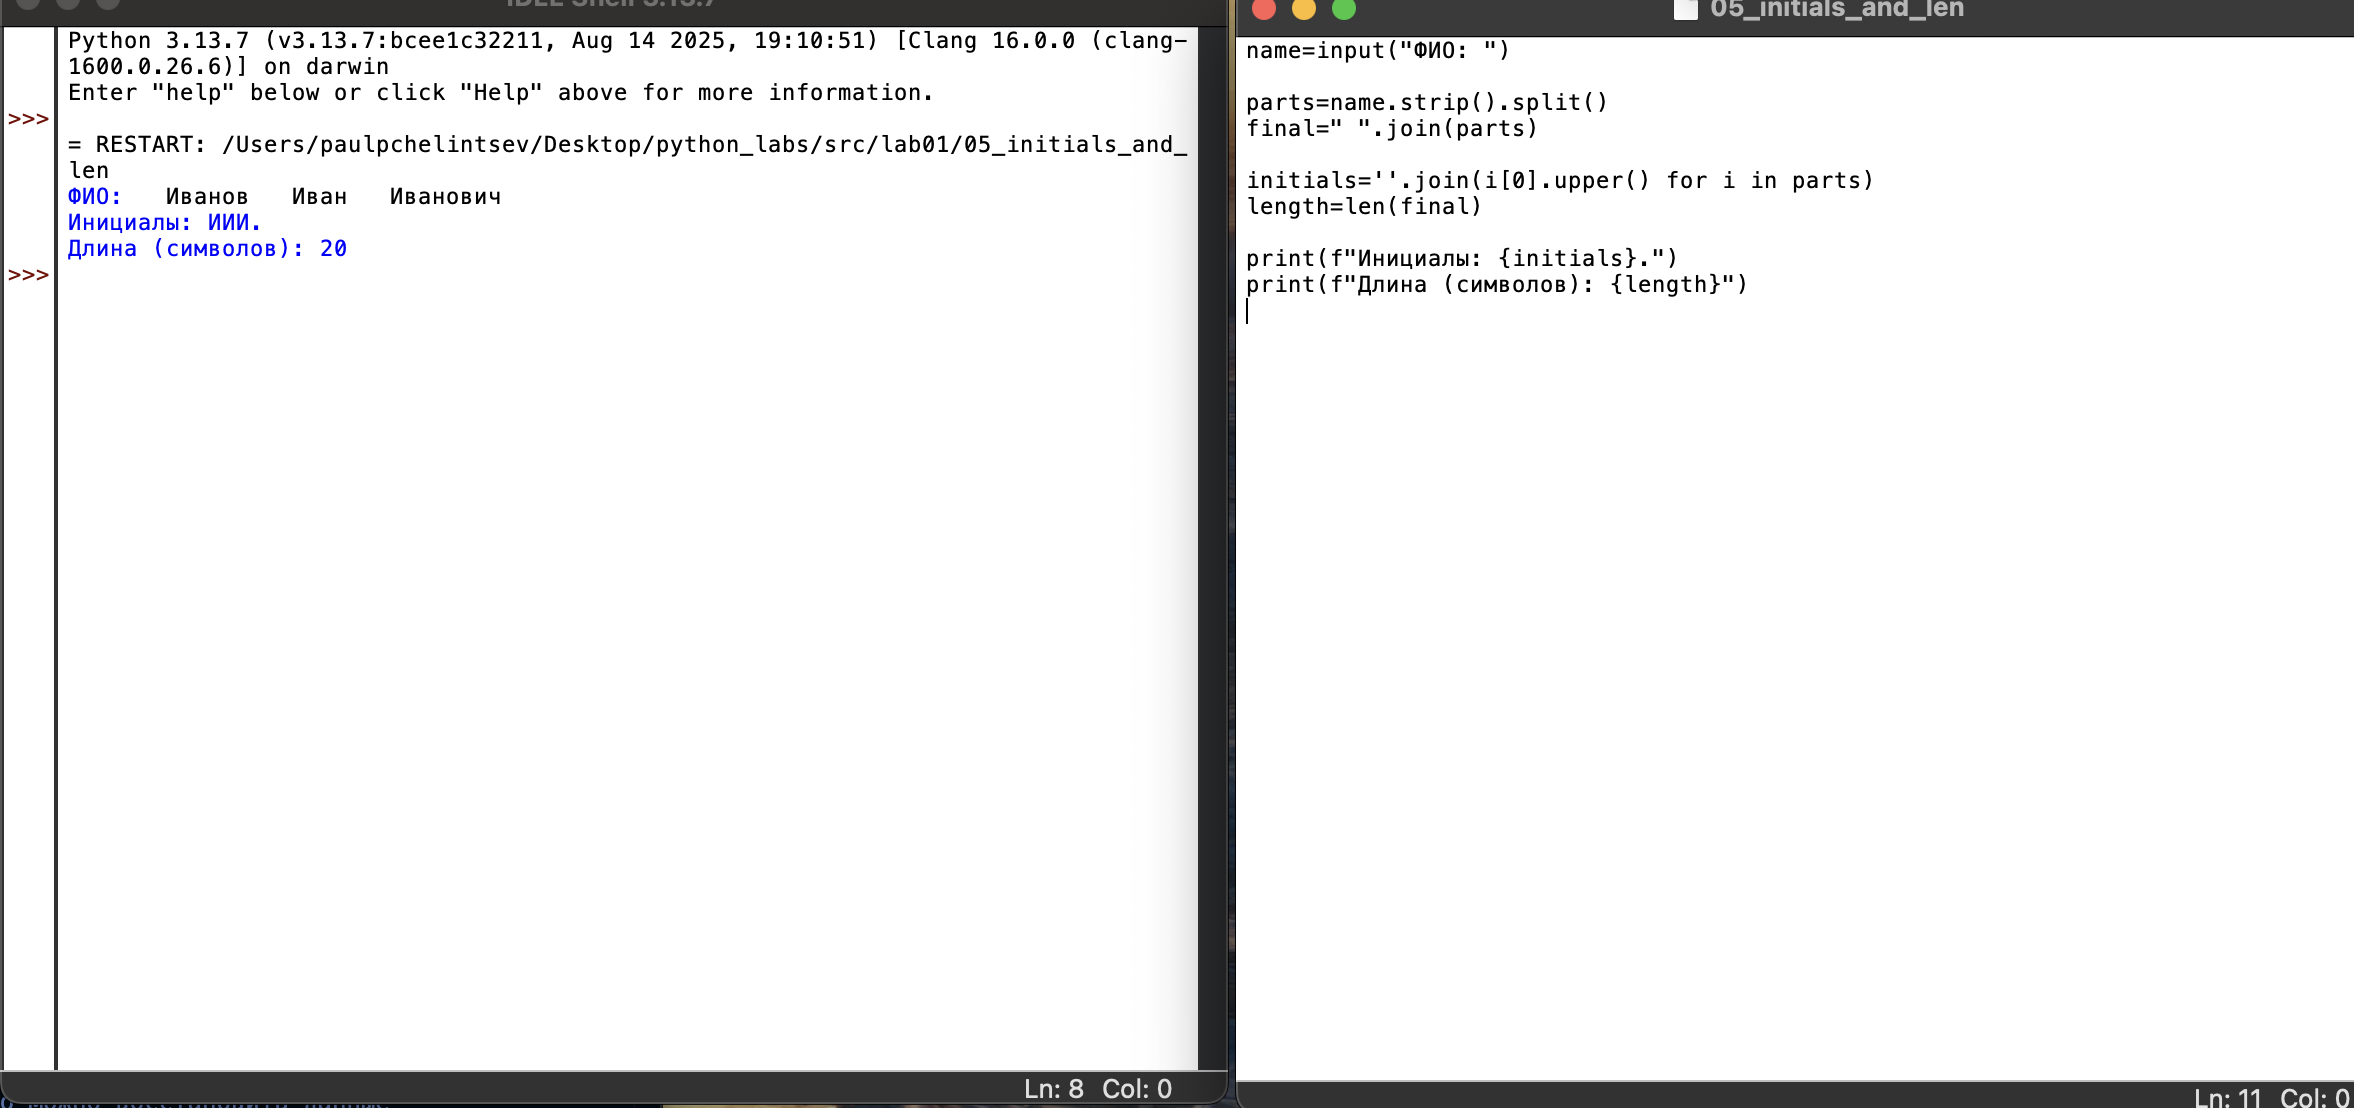 IDLE Shell 3.13.7
Python 3.13.7 (v3.13.7:bcee1c32211, Aug 14 2025, 19:10:51) [Clang 16.0.0 (clang-
1600.0.26.6)] on darwin
Enter "help" below or click "Help" above for more information.
>>>
= RESTART: /Users/paulpchelintsev/Desktop/python_labs/src/lab01/05_initials_and_
len
ФИО:   Иванов   Иван   Иванович
Инициалы: ИИИ.
Длина (символов): 20
>>>
Ln: 8 Col: 0
05_initials_and_len
name=input("ФИО: ")
parts=name.strip().split()
final=" ".join(parts)
initials=''.join(i[0].upper() for i in parts)
length=len(final)
print(f"Инициалы: {initials}.")
print(f"Длина (символов): {length}")
Ln: 11 Col: 0